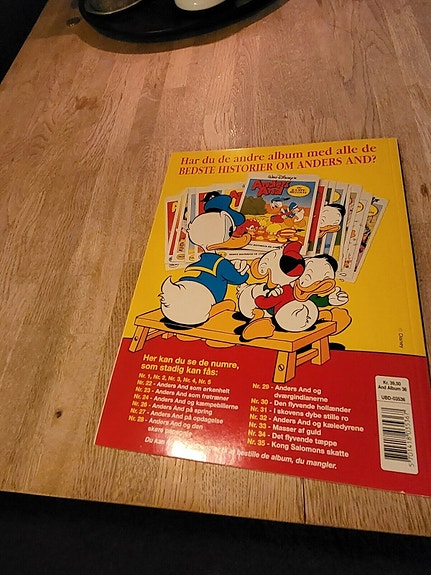 Har du de andre album med alle de
BEDSTE HISTORIER OM ANDERS AND?
WALT DISNEY's
Anders And
Her kan du se de numre,
som stadig kan fås:
Nr. 1, Nr. 2, Nr. 3, Nr. 4, Nr. 5
Nr. 22 - Anders And som ørkenhelt
Nr. 23 - Anders And som fretræner
Nr. 24 - Anders And og kæmpebillerne
Nr. 26 - Anders And på spring
Nr. 27 - Anders And på opdagelse
Nr. 28 - Anders And og den
skøre
Nr. 29 - Anders And og
dværgindianerne
Nr. 30 - Den flyvende hollænder
Nr. 31 - I skovens dybe stille ro
Nr. 32 - Anders And og kæledyrene
Nr. 33 - Masser af guld
Nr. 34 - Det flyvende tæppe
Nr. 35 - Kong Salomons skatte
Du kan bestille de album, du mangler.
© Disney
Kr. 39,50
And Album 36
UBD-03536